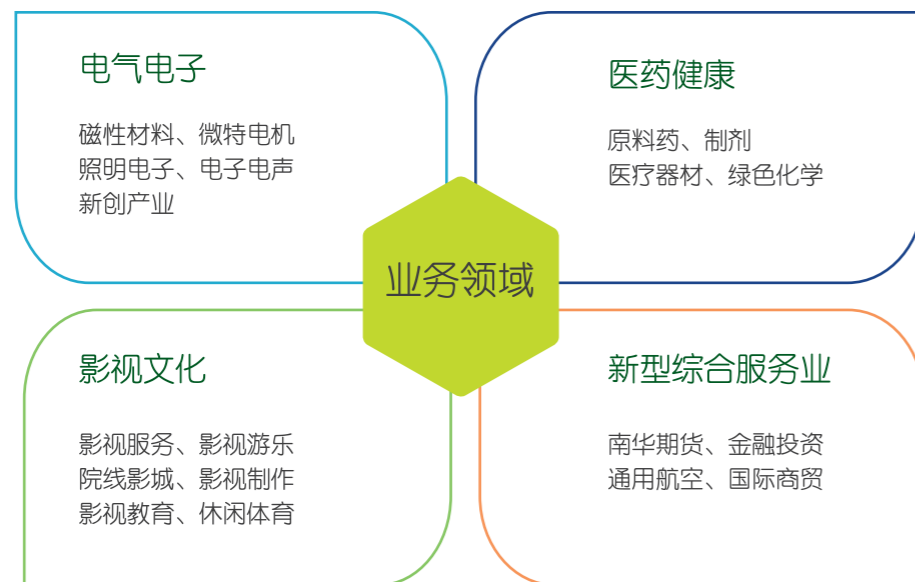 电气电子
磁性材料、微特电机
照明电子、电子电声
新创产业
医药健康
原料药、制剂
医疗器材、绿色化学
业务领域
影视文化
影视服务、影视游乐
院线影城、影视制作
影视教育、休闲体育
新型综合服务业
南华期货、金融投资
通用航空、国际商贸